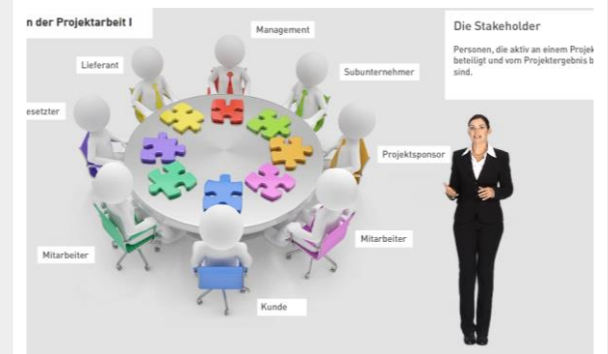 n der Projektarbeit I
Management
Die Stakeholder
Personen, die aktiv an einem Projek
beteiligt und vom Projektergebnis b
sind.
Lieferant
Subunternehmer
esetzter
Projektsponsor
Mitarbeiter
Mitarbeiter
Kunde